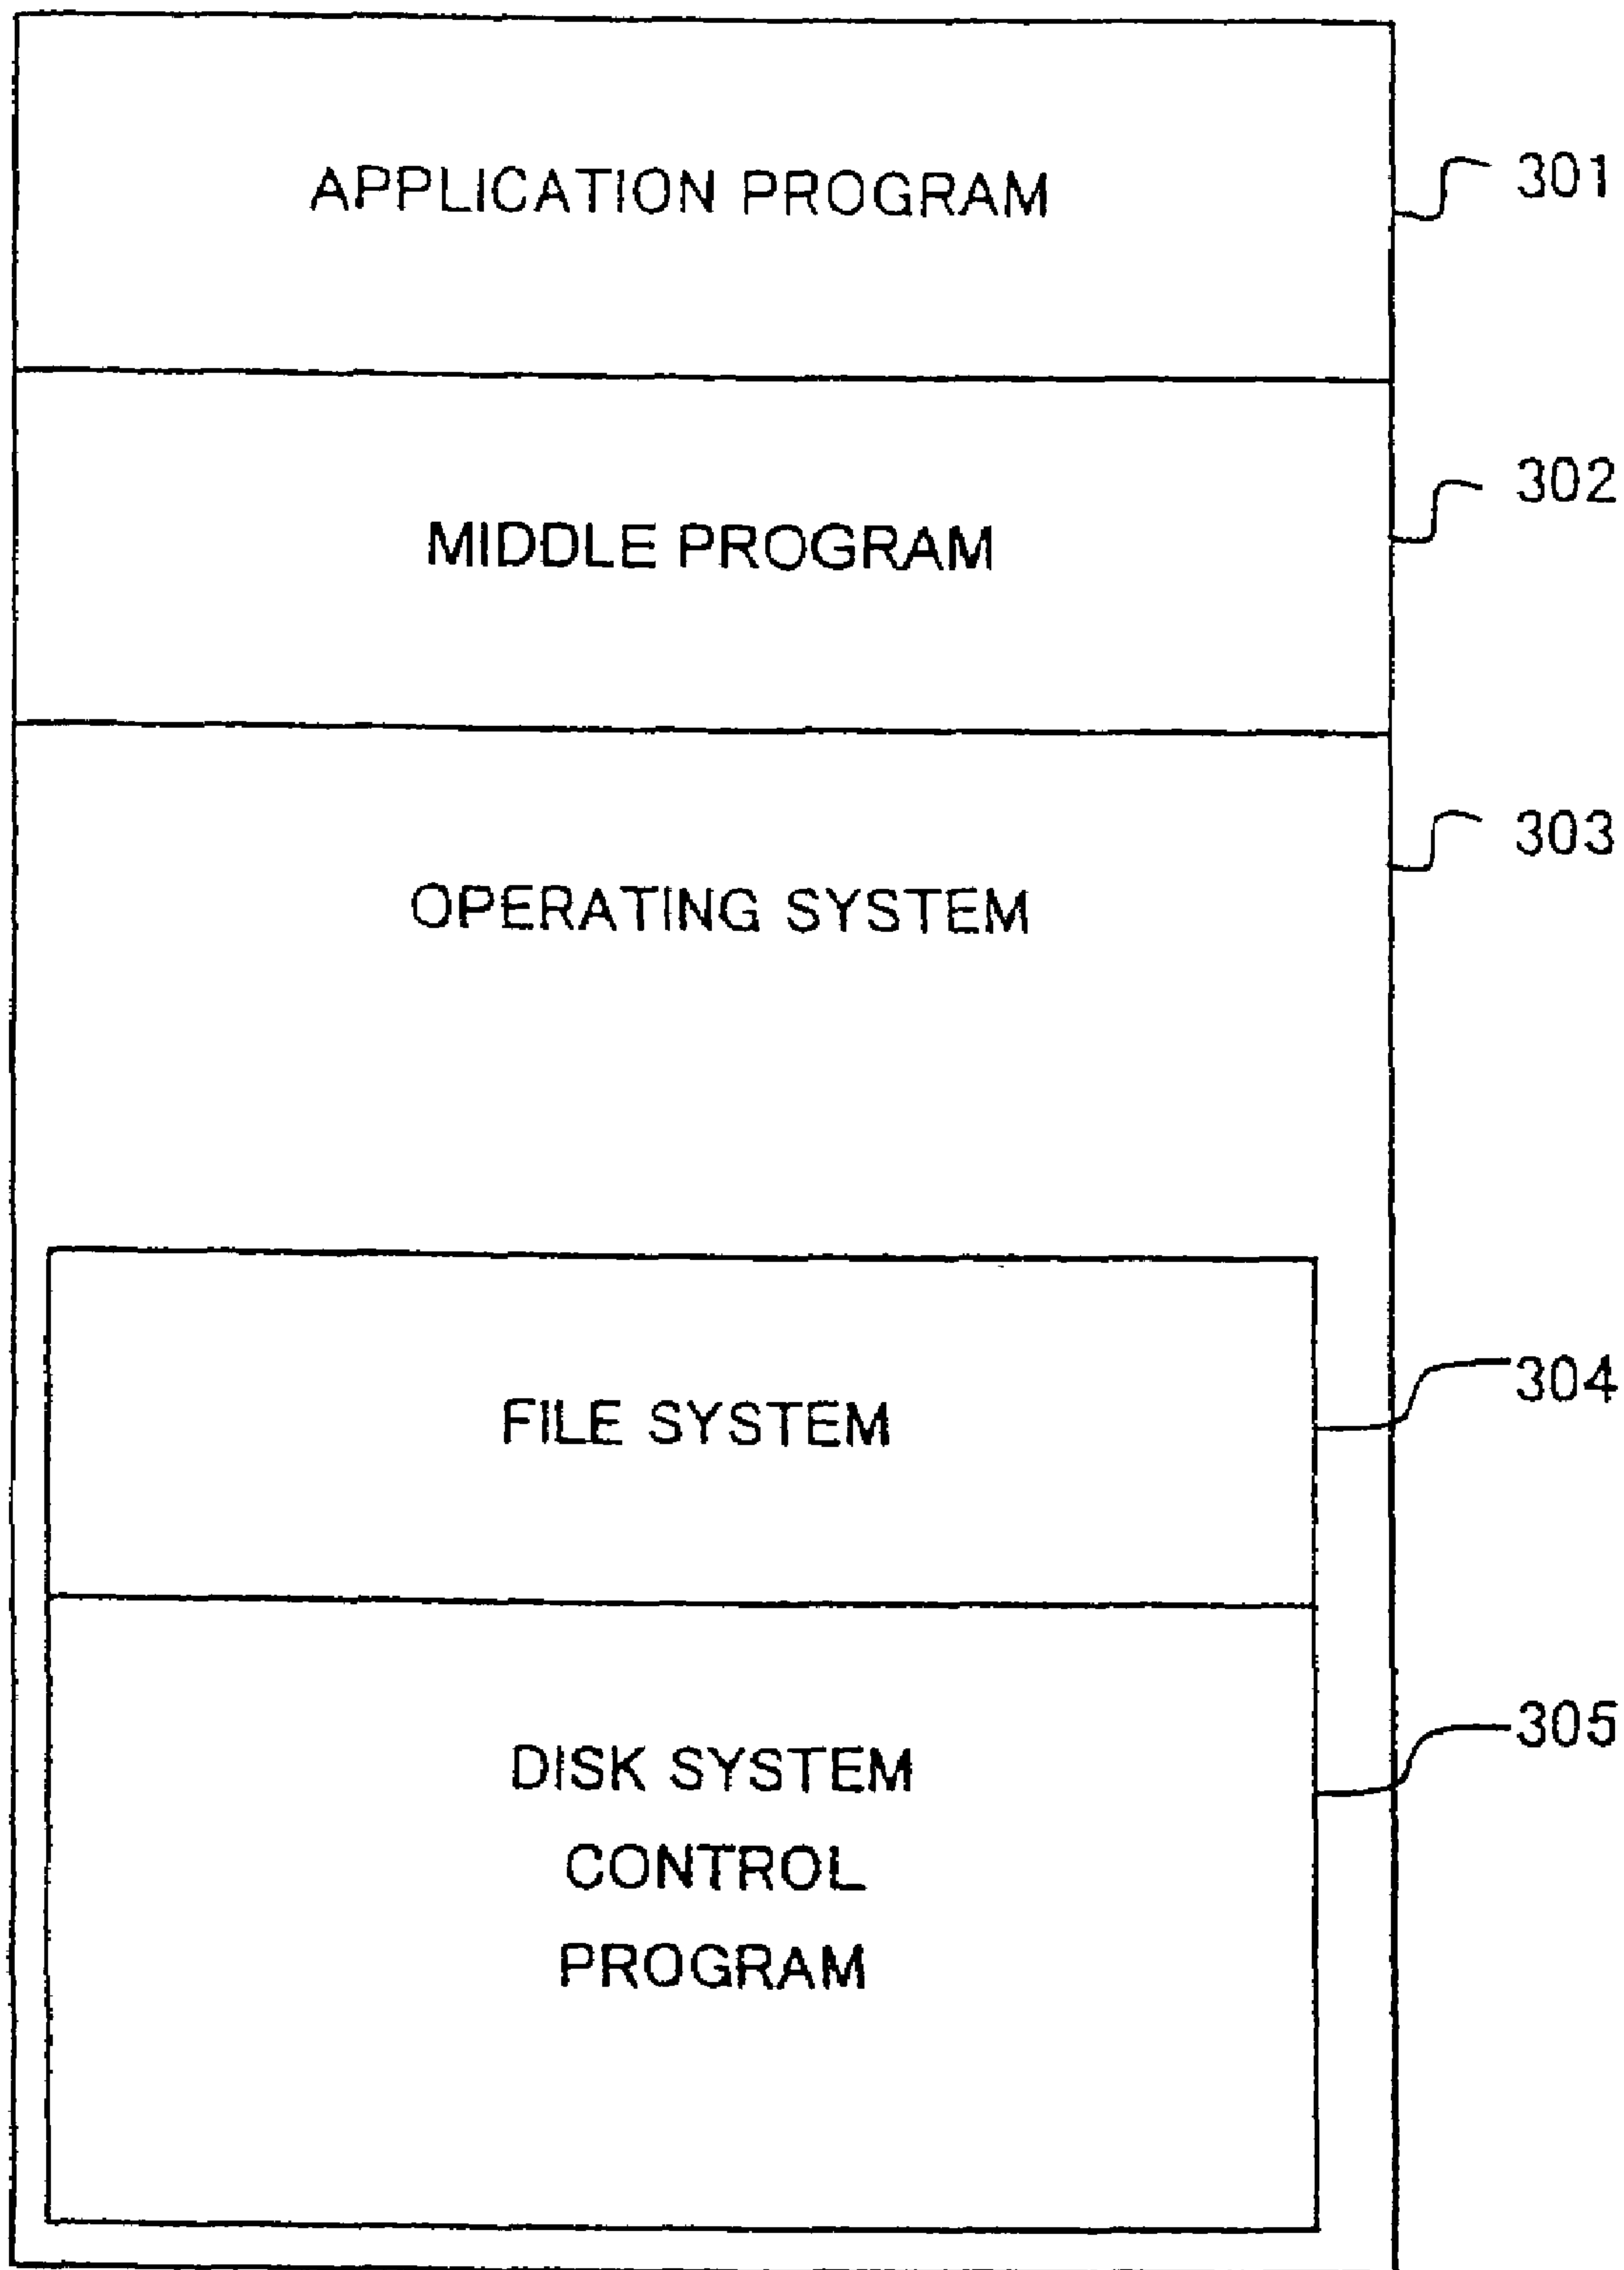 APPLICATION PROGRAM
301
MIDDLE PROGRAM
302
OPERATING SYSTEM
303
FILE SYSTEM
304
DISK SYSTEM
CONTROL
PROGRAM
305